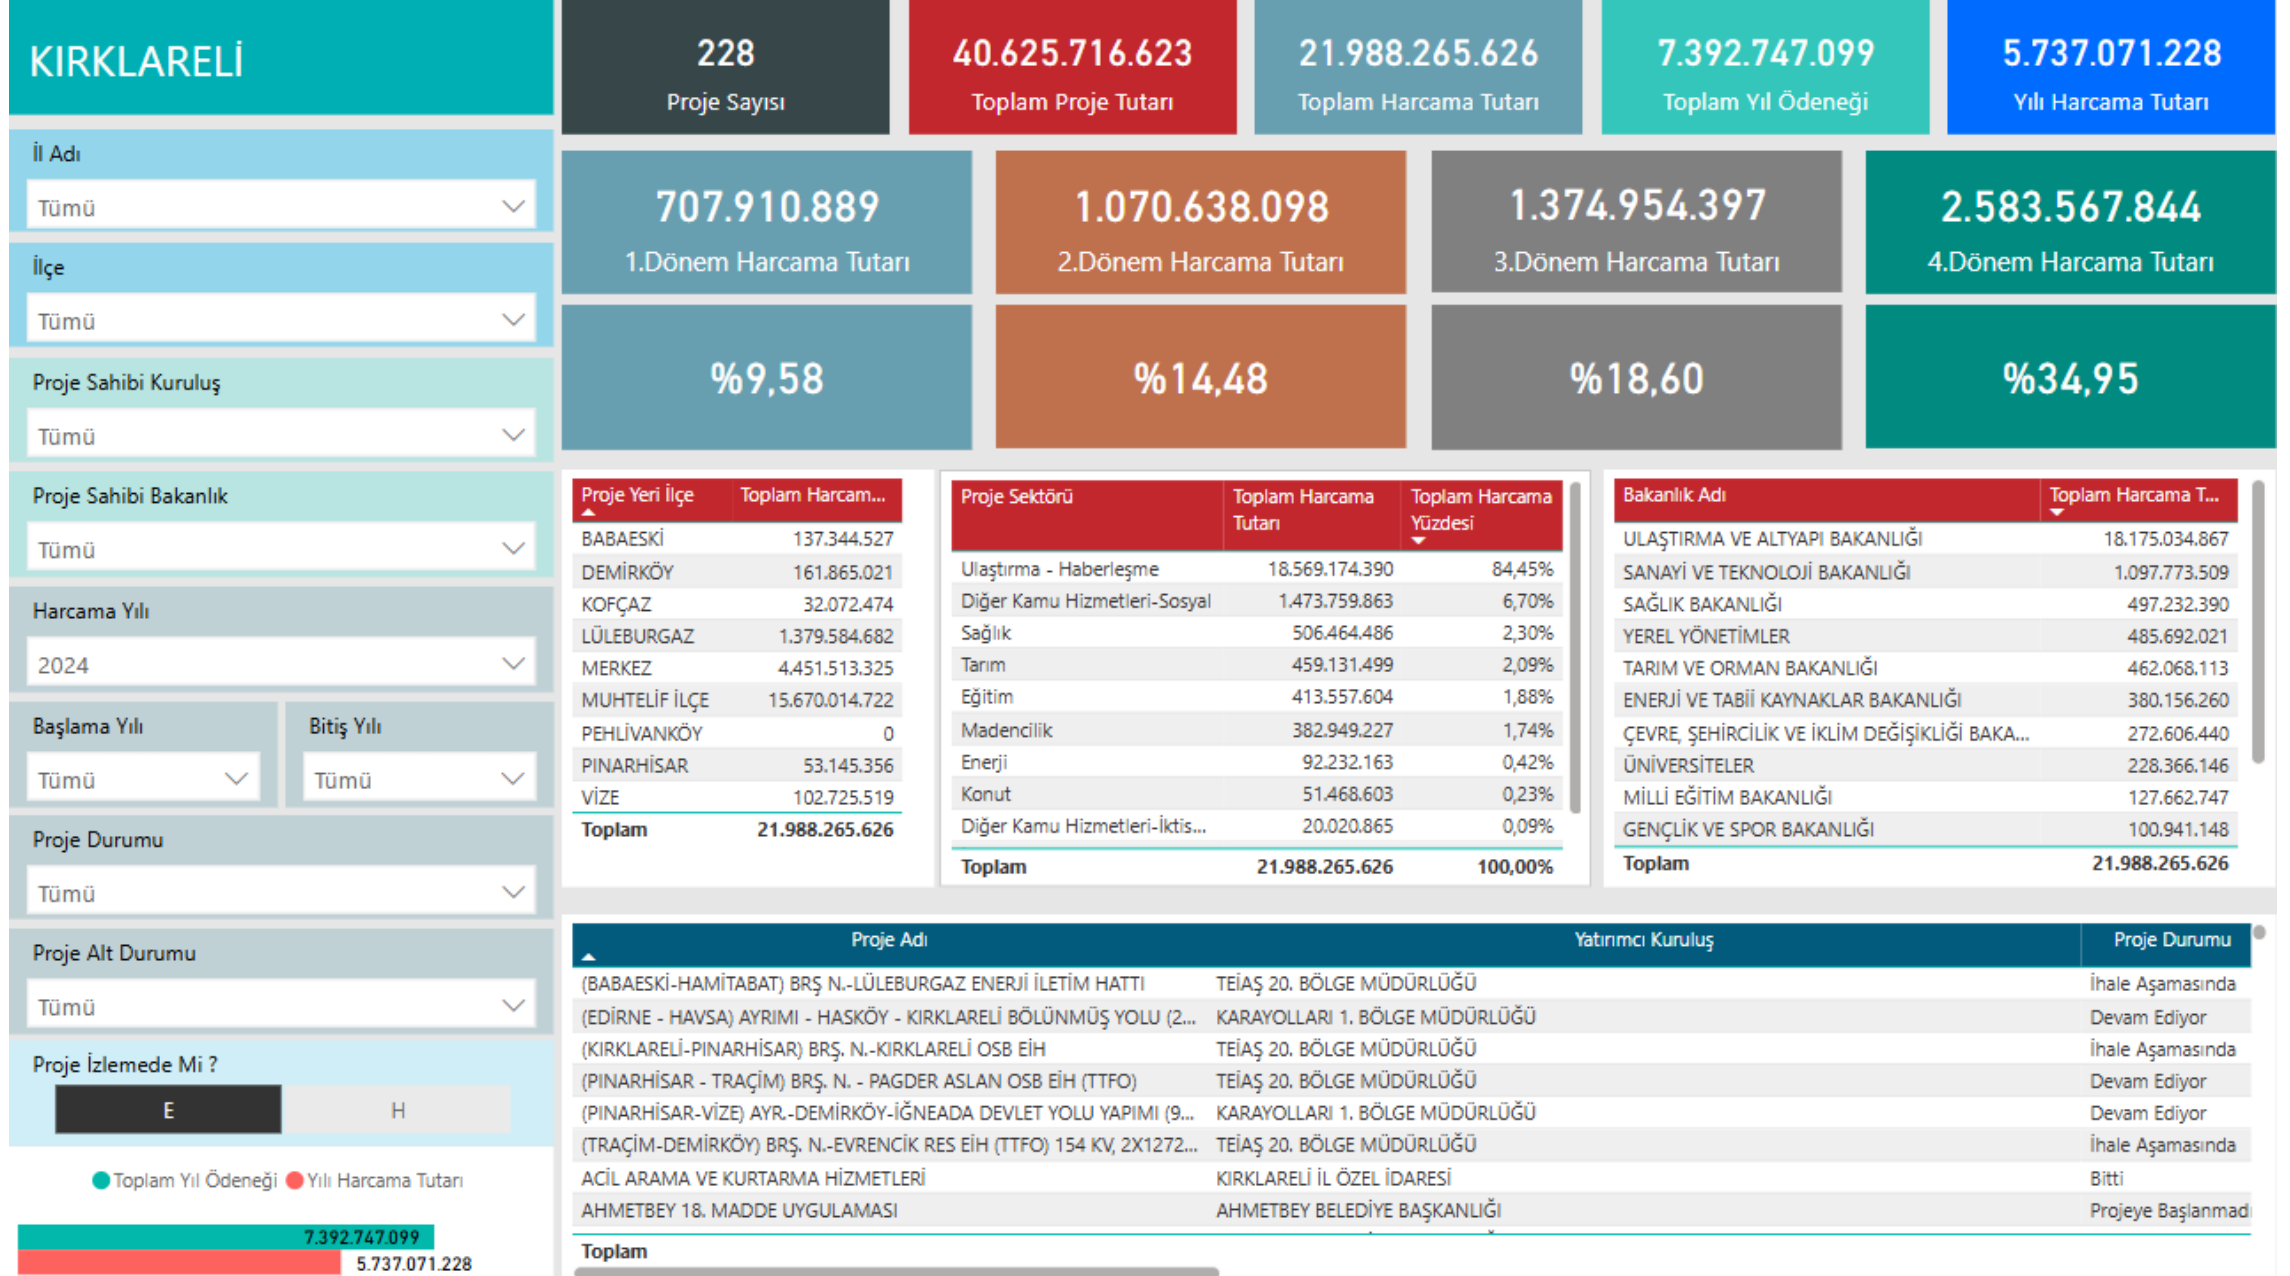 KIRKLARELİ
228
Proje Sayısı
40.625.716.623
Toplam Proje Tutarı
21.988.265.626
Toplam Harcama Tutarı
7.392.747.099
Toplam Yıl Ödeneği
5.737.071.228
Yılı Harcama Tutarı
707.910.889
1.Dönem Harcama Tutarı
1.070.638.098
2.Dönem Harcama Tutarı
1.374.954.397
3.Dönem Harcama Tutarı
2.583.567.844
4.Dönem Harcama Tutarı
%9,58
%14,48
%18,60
%34,95
İl Adı
Tümü
İlçe
Tümü
Proje Sahibi Kuruluş
Tümü
Proje Sahibi Bakanlık
Tümü
Harcama Yılı
2024
Başlama Yılı
Tümü
Bitiş Yılı
Tümü
Proje Durumu
Tümü
Proje Alt Durumu
Tümü
Proje İzlemede Mi ?
E H
Toplam Yıl Ödeneği Yılı Harcama Tutarı
7.392.747.099
5.737.071.228
Proje Yeri İlçe Toplam Harcam...
BABAESKİ 137.344.527
DEMİRKÖY 161.865.021
KOFÇAZ 32.072.474
LÜLEBURGAZ 1.379.584.682
MERKEZ 4.451.513.325
MUHTELİF İLÇE 15.670.014.722
PEHLİVANKÖY 0
PINARHİSAR 53.145.356
VİZE 102.725.519
Toplam 21.988.265.626
Proje Sektörü Toplam Harcama Tutarı Toplam Harcama Yüzdesi
Ulaştırma - Haberleşme 18.569.174.390 84,45%
Diğer Kamu Hizmetleri-Sosyal 1.473.759.863 6,70%
Sağlık 506.464.486 2,30%
Tarım 459.131.499 2,09%
Eğitim 413.557.604 1,88%
Madencilik 382.949.227 1,74%
Enerji 92.232.163 0,42%
Konut 51.468.603 0,23%
Diğer Kamu Hizmetleri-İktis... 20.020.865 0,09%
Toplam 21.988.265.626 100,00%
Bakanlık Adı Toplam Harcama T...
ULAŞTIRMA VE ALTYAPI BAKANLIĞI 18.175.034.867
SANAYİ VE TEKNOLOJİ BAKANLIĞI 1.097.773.509
SAĞLIK BAKANLIĞI 497.232.390
YEREL YÖNETİMLER 485.692.021
TARIM VE ORMAN BAKANLIĞI 462.068.113
ENERJİ VE TABİİ KAYNAKLAR BAKANLIĞI 380.156.260
ÇEVRE, ŞEHİRCİLİK VE İKLİM DEĞİŞİKLİĞİ BAKA... 272.606.440
ÜNİVERSİTELER 228.366.146
MİLLİ EĞİTİM BAKANLIĞI 127.662.747
GENÇLİK VE SPOR BAKANLIĞI 100.941.148
Toplam 21.988.265.626
Proje Adı Yatırımcı Kuruluş Proje Durumu
(BABAESKİ-HAMİTABAT) BRŞ N.-LÜLEBURGAZ ENERJİ İLETİM HATTI TEİAŞ 20. BÖLGE MÜDÜRLÜĞÜ İhale Aşamasında
(EDİRNE - HAVSA) AYRIMI - HASKÖY - KIRKLARELİ BÖLÜNMÜŞ YOLU (2... KARAYOLLARI 1. BÖLGE MÜDÜRLÜĞÜ Devam Ediyor
(KIRKLARELİ-PINARHİSAR) BRŞ. N.-KIRKLARELİ OSB EİH TEİAŞ 20. BÖLGE MÜDÜRLÜĞÜ İhale Aşamasında
(PINARHİSAR - TRAÇİM) BRŞ. N. - PAGDER ASLAN OSB EİH (TTFO) TEİAŞ 20. BÖLGE MÜDÜRLÜĞÜ Devam Ediyor
(PINARHİSAR-VİZE) AYR.-DEMİRKÖY-İĞNEADA DEVLET YOLU YAPIMI (9... KARAYOLLARI 1. BÖLGE MÜDÜRLÜĞÜ Devam Ediyor
(TRAÇİM-DEMİRKÖY) BRŞ. N.-EVRENCİK RES EİH (TTFO) 154 KV, 2X1272... TEİAŞ 20. BÖLGE MÜDÜRLÜĞÜ İhale Aşamasında
ACİL ARAMA VE KURTARMA HİZMETLERİ KIRKLARELİ İL ÖZEL İDARESİ Bitti
AHMETBEY 18. MADDE UYGULAMASI AHMETBEY BELEDİYE BAŞKANLIĞI Projeye Başlanmadı
Toplam